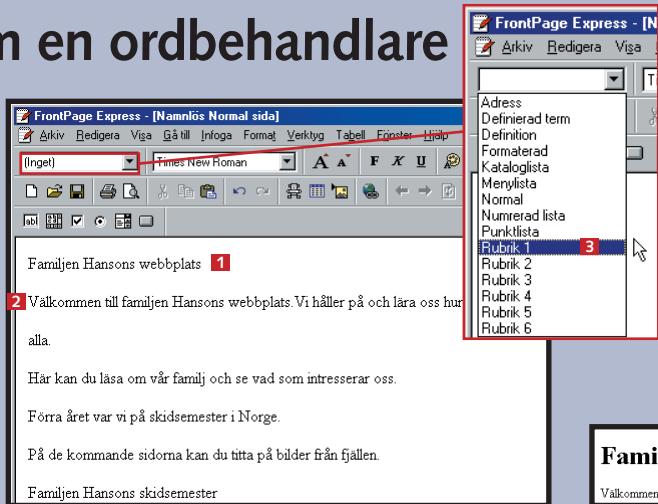 m en ordbehandlare
FrontPage Express - [N
Arkiv Redigera Visa
Adress
Definierad term
Definition
Formaterad
Kataloglista
Menylista
Normal
Numrerad lista
Punktlista
Rubrik 1 3
Rubrik 2
Rubrik 3
Rubrik 4
Rubrik 5
Rubrik 6
FrontPage Express - [Namnlös Normal sida]
Arkiv Redigera Visa Gå till Infoga Format Verktyg Tabell Fönster Hjälp
(Inget) Times New Roman A A F K U
Familjen Hansons webbplats 1
2 Välkommen till familjen Hansons webbplats. Vi håller på och lära oss hur
alla.
Här kan du läsa om vår familj och se vad som intresserar oss.
Förra året var vi på skidsemester i Norge.
På de kommande sidorna kan du titta på bilder från fjällen.
Familjen Hansons skidsemester
Fami
Välkommen